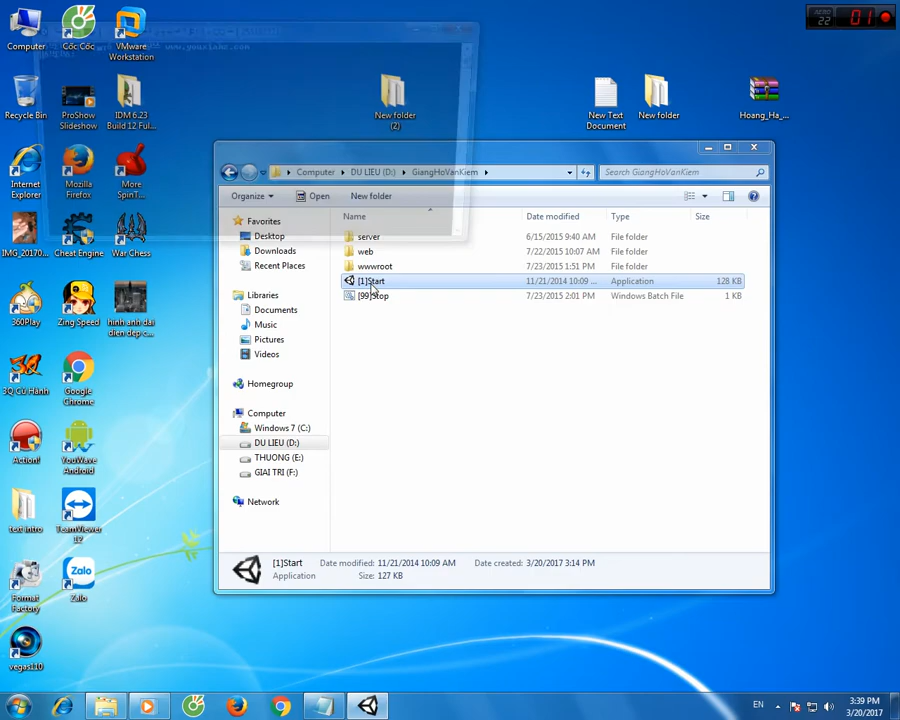 Computer
Cốc Cốc
VMware Workstation
AERO
22
01
www.youxiaho.com
Recycle Bin
ProShow Slideshow
IDM 6.23 Build 12 Ful...
New folder (2)
New Text Document
New folder
Hoang_Ha_...
Internet Explorer
Mozilla Firefox
More SpinT...
Computer
DU LIEU (D:)
GiangHoVanKiem
Search GiangHoVanKiem
Organize
Open
New folder
Name
Date modified
Type
Size
IMG_20170...
Cheat Engine
War Chess
Favorites
Desktop
Downloads
Recent Places
server
6/15/2015 9:40 AM
File folder
web
7/22/2015 10:07 AM
File folder
wwwroot
7/23/2015 1:51 PM
File folder
[1]Start
11/21/2014 10:09 ...
Application
128 KB
[99]Stop
7/23/2015 2:01 PM
Windows Batch File
1 KB
360Play
Zing Speed
hinh anh dai dien dep c...
Libraries
Documents
Music
Pictures
Videos
3Q Củ Hành
Google Chrome
Homegroup
Computer
Windows 7 (C:)
DU LIEU (D:)
THUONG (E:)
GIAI TRI (F:)
Action!
YouWave Android
Network
text intro
TeamViewer 12
[1]Start
Date modified: 11/21/2014 10:09 AM
Date created: 3/20/2017 3:14 PM
Application
Size: 127 KB
Format Factory
Zalo
Zalo
vegas110
EN
3:39 PM
3/20/2017